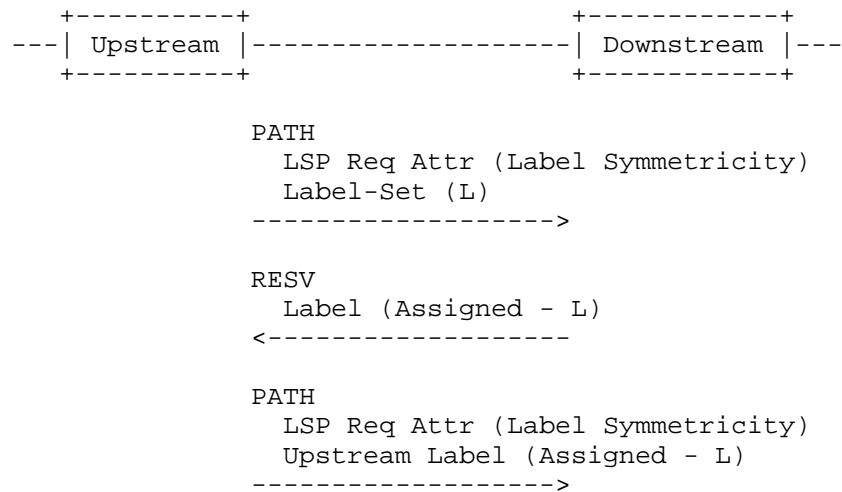 +----------+                    +------------+
---| Upstream |--------------------| Downstream |---
+----------+                    +------------+
PATH
LSP Req Attr (Label Symmetricity)
Label-Set (L)
------------------->
RESV
Label (Assigned - L)
<-------------------
PATH
LSP Req Attr (Label Symmetricity)
Upstream Label (Assigned - L)
------------------->